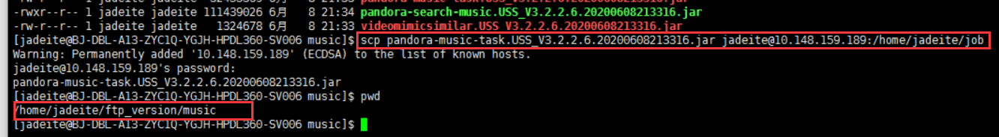 -rw-r--r-- 1 jadeite jadeite
-rwxr--r-- 1 jadeite jadeite 111439026 6月 8 21:34 pandora-search-music.USS_V3.2.2.6.20200608213316.jar
-rw-r--r-- 1 jadeite jadeite 1324678 6月 8 21:33 videomimicsimilar.USS_V3.2.2.6.20200608213316.jar
[jadeite@BJ-DBL-A13-ZYC1Q-YGJH-HPDL360-SV006 music]$ scp pandora-music-task.USS_V3.2.2.6.20200608213316.jar jadeite@10.148.159.189:/home/jadeite/job
Warning: Permanently added '10.148.159.189' (ECDSA) to the list of known hosts.
jadeite@10.148.159.189's password:
pandora-music-task.USS_V3.2.2.6.20200608213316.jar
[jadeite@BJ-DBL-A13-ZYC1Q-YGJH-HPDL360-SV006 music]$ pwd
/home/jadeite/ftp_version/music
[jadeite@BJ-DBL-A13-ZYC1Q-YGJH-HPDL360-SV006 music]$